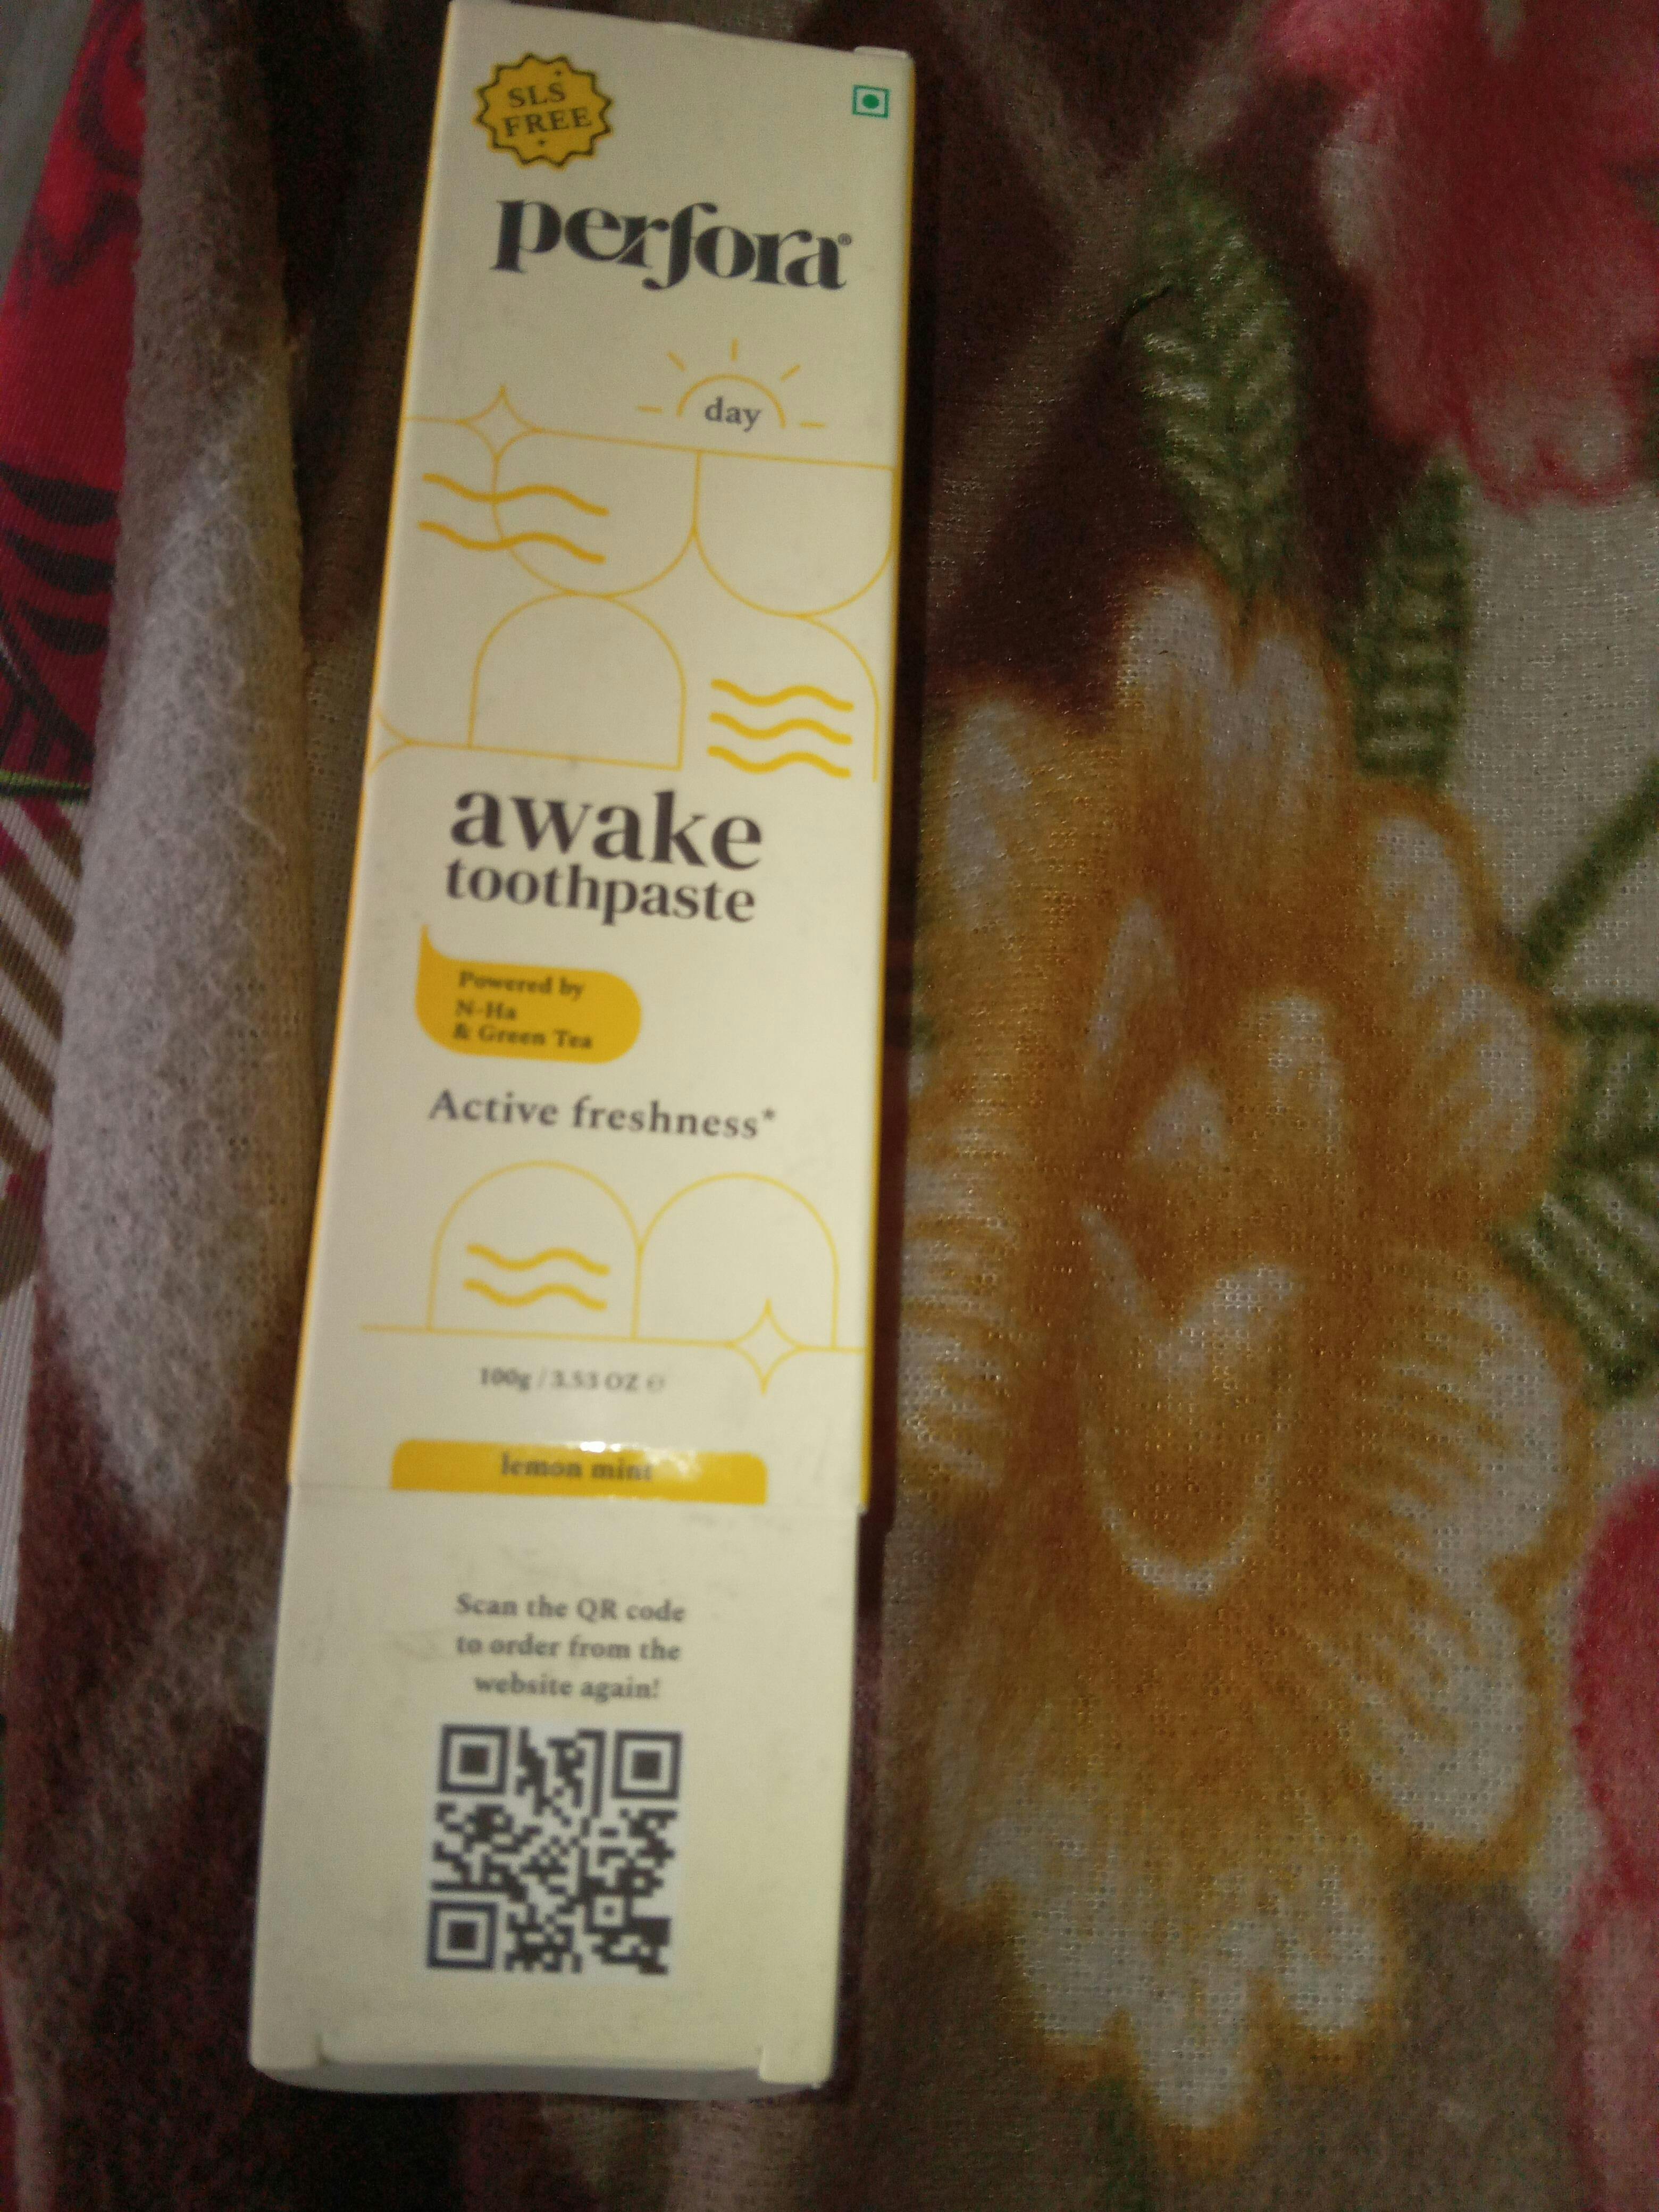 SLS
FREE
perfora®
day
awake
toothpaste
Powered by
N-Ha
& Green Tea
Active freshness*
100g / 3.53 OZ ℮
lemon mint
Scan the QR code
to order from the
website again!